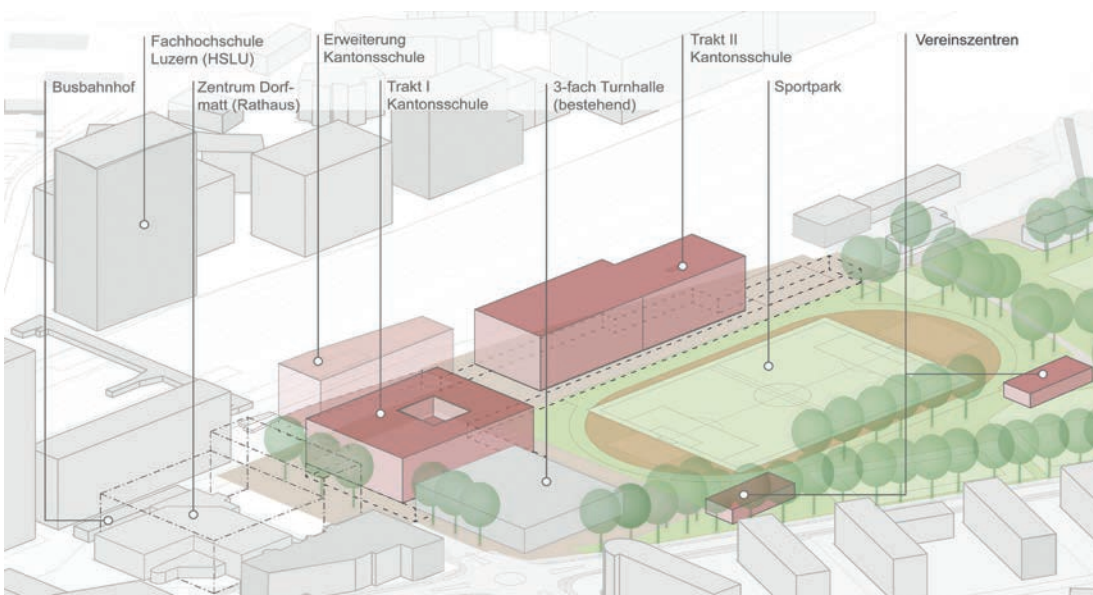 Fachhochschule
Luzern (HSLU)
Erweiterung
Kantonsschule
Trakt II
Kantonsschule
Vereinszentren
Busbahnhof
Zentrum Dorf-
matt (Rathaus)
Trakt I
Kantonsschule
3-fach Turnhalle
(bestehend)
Sportpark